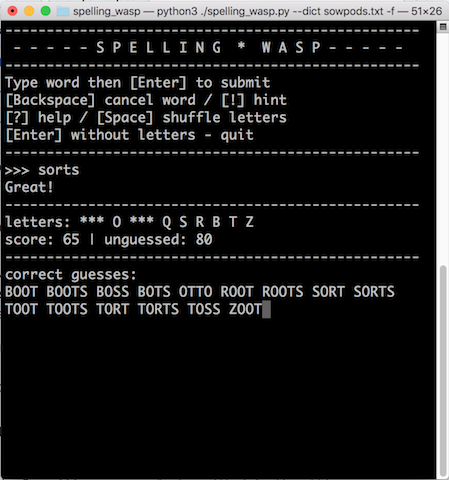 spelling_wasp — python3 ./spelling_wasp.py --dict sowpods.txt -f — 51×26
---------------------------------------------------
- - - - - S P E L L I N G * W A S P - - - - -
---------------------------------------------------
Type word then [Enter] to submit
[Backspace] cancel word / [!] hint
[?] help / [Space] shuffle letters
[Enter] without letters - quit
---------------------------------------------------
>>> sorts
Great!
---------------------------------------------------
letters: *** O *** Q S R B T Z
score: 65 | unguessed: 80
---------------------------------------------------
correct guesses:
BOOT BOOTS BOSS BOTS OTTO ROOT ROOTS SORT SORTS
TOOT TOOTS TORT TORTS TOSS ZOOT